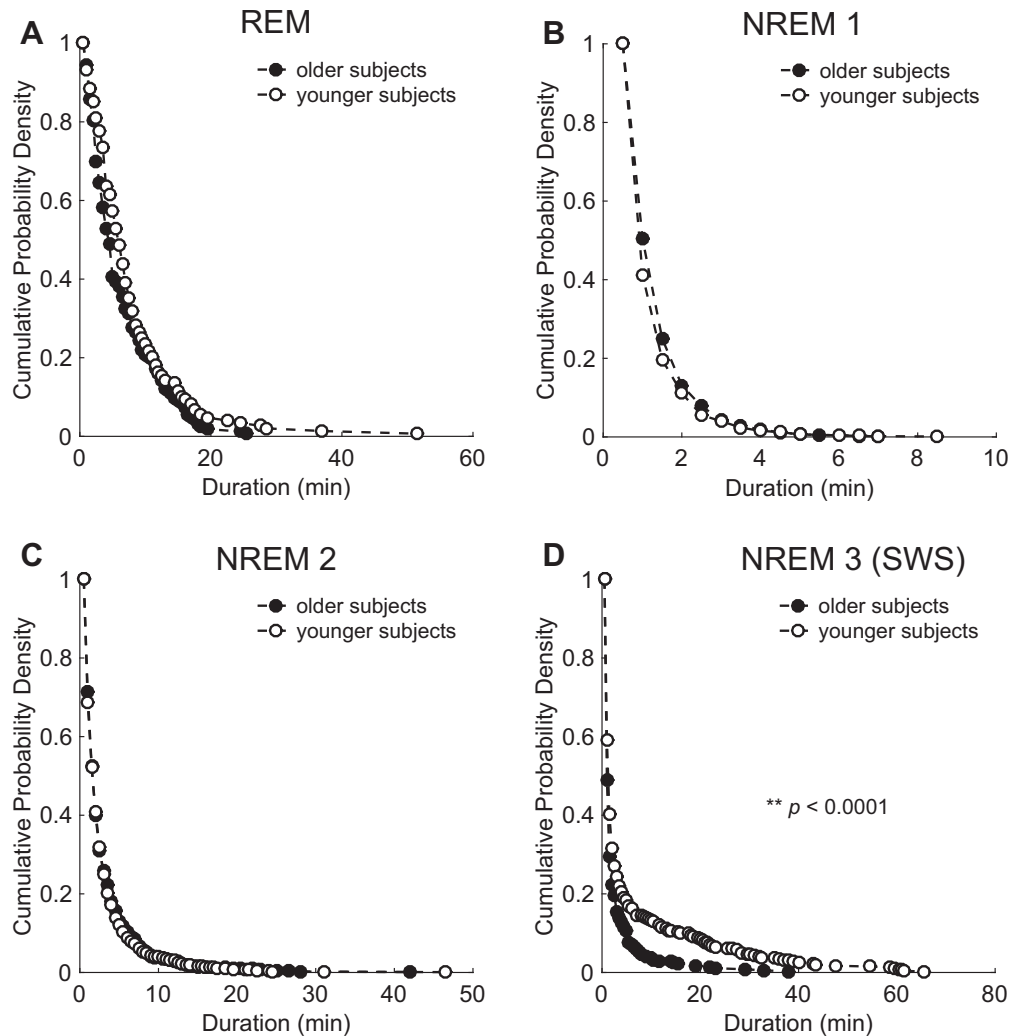 A
REM
older subjects
younger subjects
Cumulative Probability Density
1
0.8
0.6
0.4
0.2
0
0
20
40
60
Duration (min)
B
NREM 1
older subjects
younger subjects
Cumulative Probability Density
1
0.8
0.6
0.4
0.2
0
0
2
4
6
8
10
Duration (min)
C
NREM 2
older subjects
younger subjects
Cumulative Probability Density
1
0.8
0.6
0.4
0.2
0
0
10
20
30
40
50
Duration (min)
D
NREM 3 (SWS)
older subjects
younger subjects
Cumulative Probability Density
1
0.8
0.6
0.4
0.2
0
** p < 0.0001
0
20
40
60
80
Duration (min)